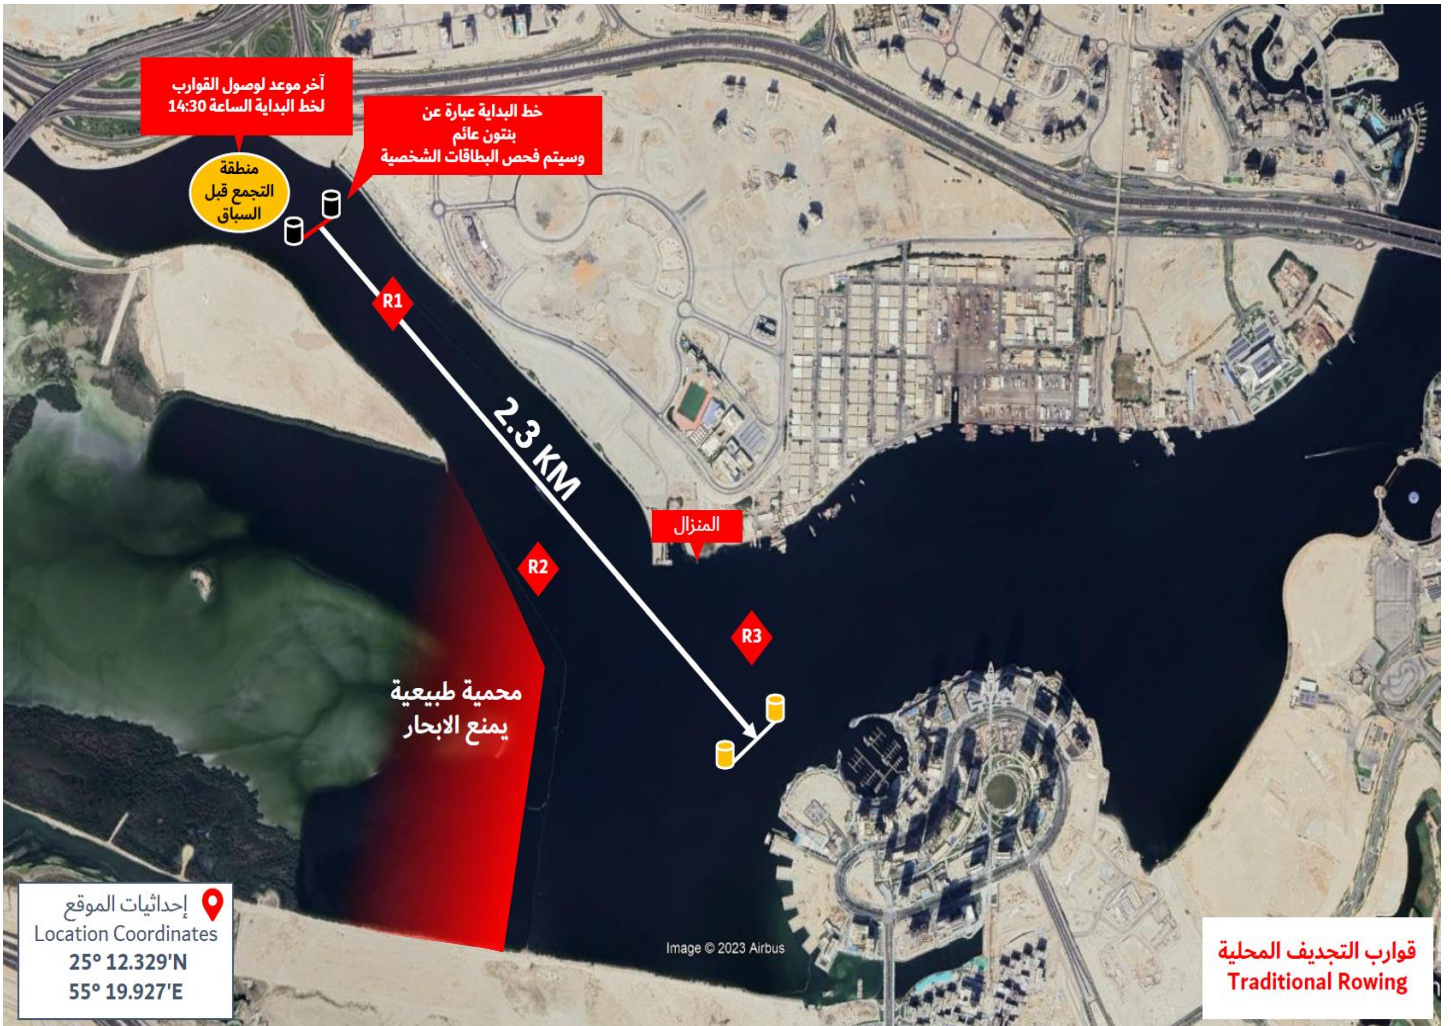 آخر موعد لوصول القوارب
لخط البداية الساعة 14:30
خط البداية عبارة عن
بنتون عائم
وسيتم فحص البطاقات الشخصية
منطقة
التجمع قبل
السباق
R1
2.3 KM
المنزال
R2
R3
محمية طبيعية
يمنع الابحار
إحداثيات الموقع
Location Coordinates
25° 12.329'N
55° 19.927'E
Image © 2023 Airbus
قوارب التجديف المحلية
Traditional Rowing